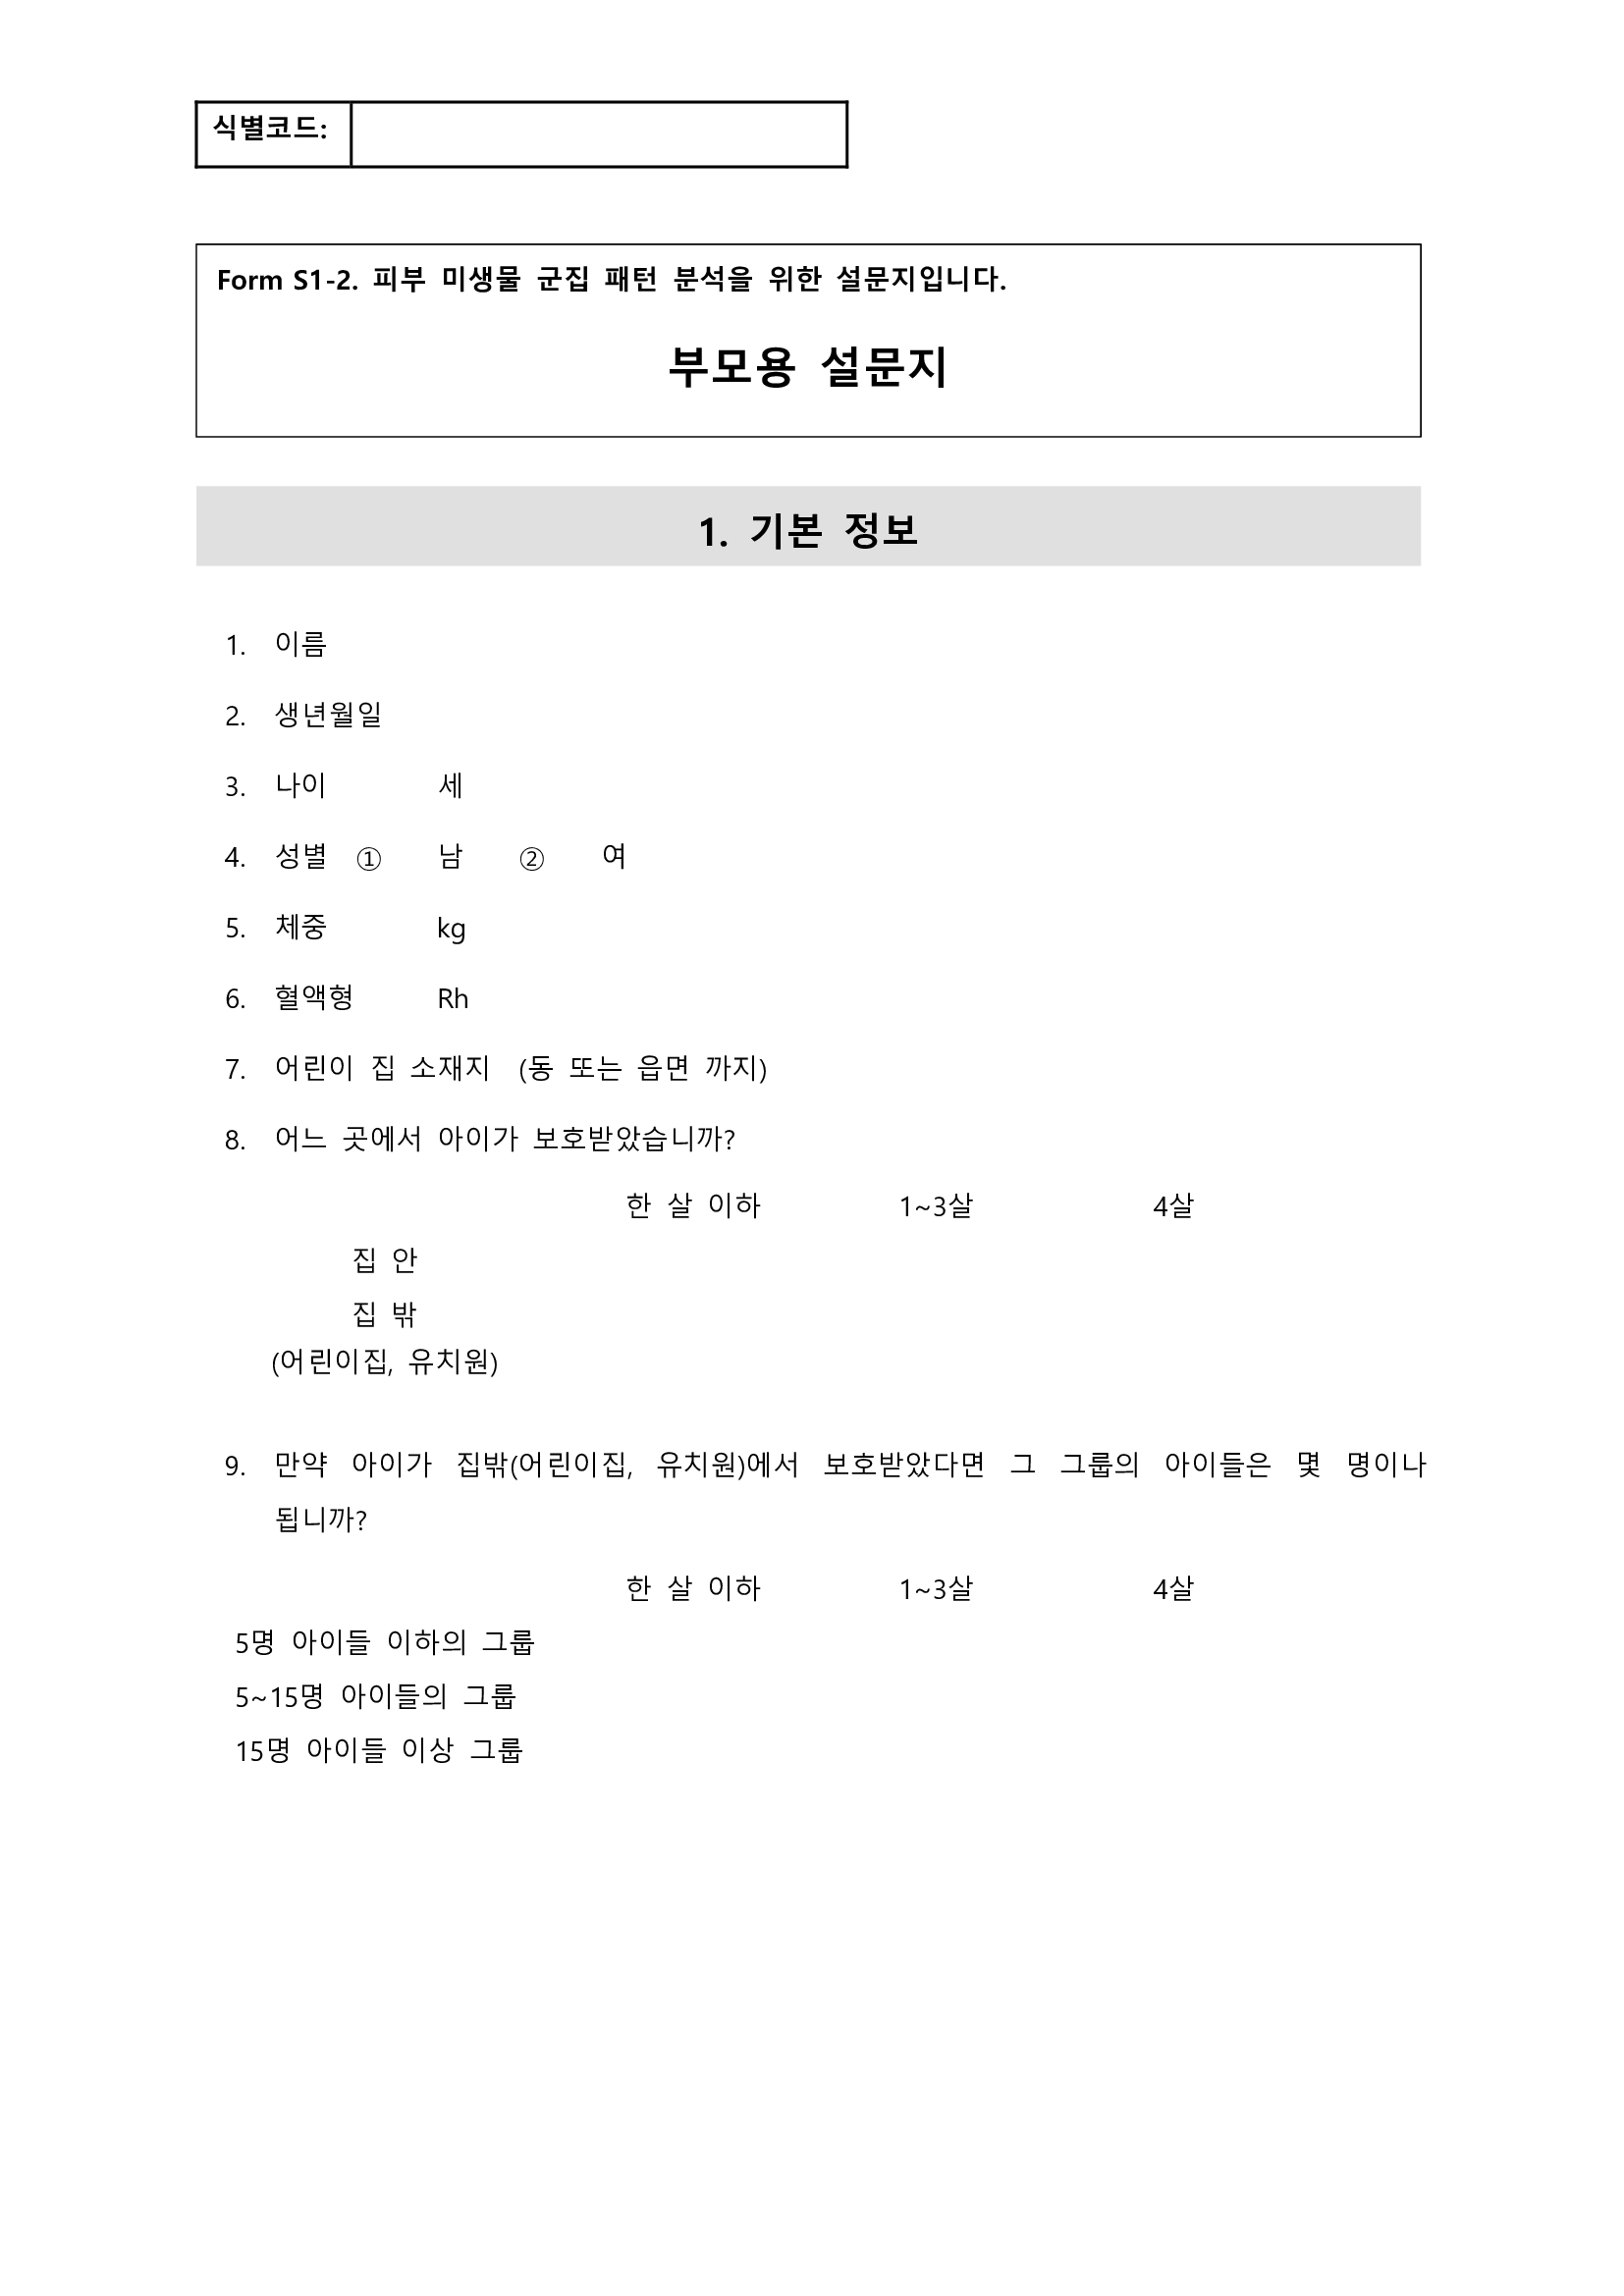 식별코드:
Form S1-2. 피부 미생물 군집 패턴 분석을 위한 설문지입니다.
부모용 설문지
1. 기본 정보
1. 이름
2. 생년월일
3. 나이 세
4. 성별 ① 남 ② 여
5. 체중 kg
6. 혈액형 Rh
7. 어린이 집 소재지 (동 또는 읍면 까지)
8. 어느 곳에서 아이가 보호받았습니까?
한 살 이하 1~3살 4살
집 안
집 밖
(어린이집, 유치원)
9. 만약 아이가 집밖(어린이집, 유치원)에서 보호받았다면 그 그룹의 아이들은 몇 명이나
됩니까?
한 살 이하 1~3살 4살
5명 아이들 이하의 그룹
5~15명 아이들의 그룹
15명 아이들 이상 그룹